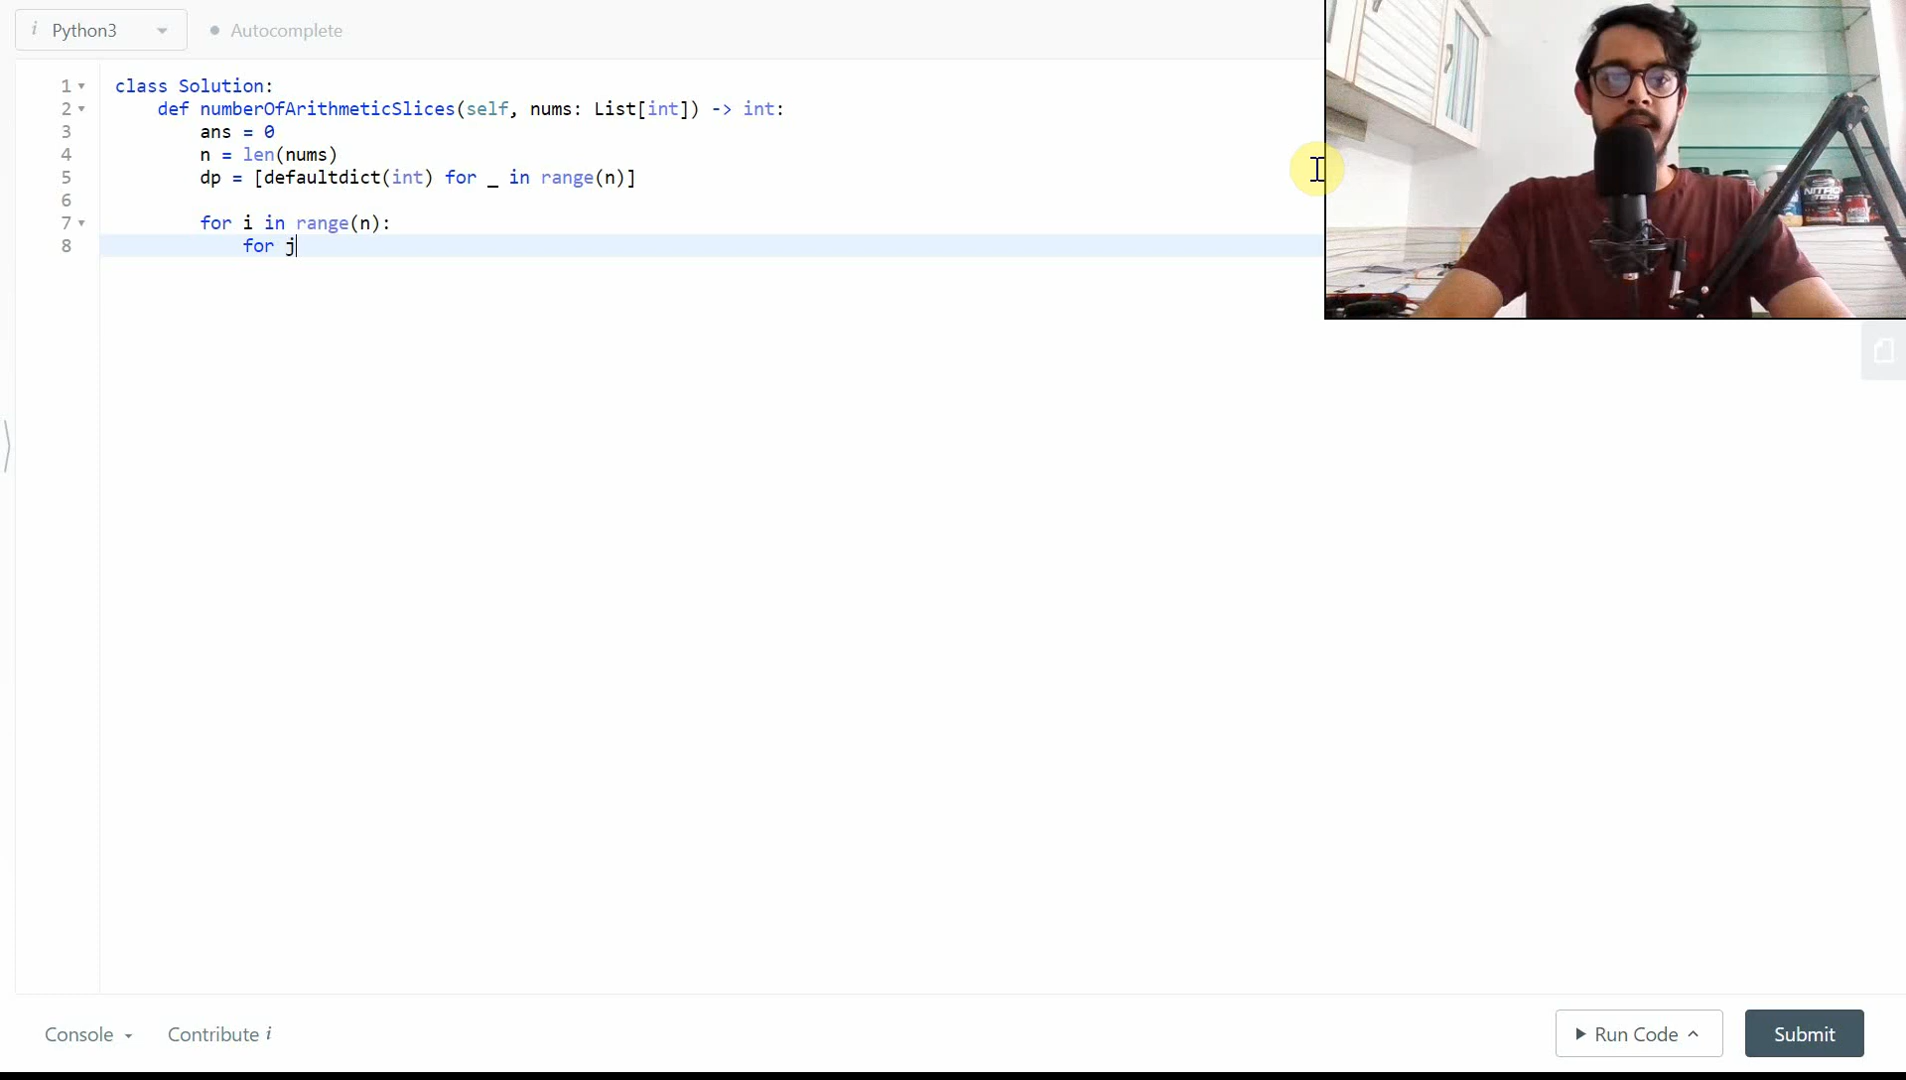 i Python3 Autocomplete
1 class Solution:
2 def numberOfArithmeticSlices(self, nums: List[int]) -> int:
3 ans = 0
4 n = len(nums)
5 dp = [defaultdict(int) for _ in range(n)]
6
7 for i in range(n):
8 for j
NITRO
TECH
Console Contribute i Run Code Submit